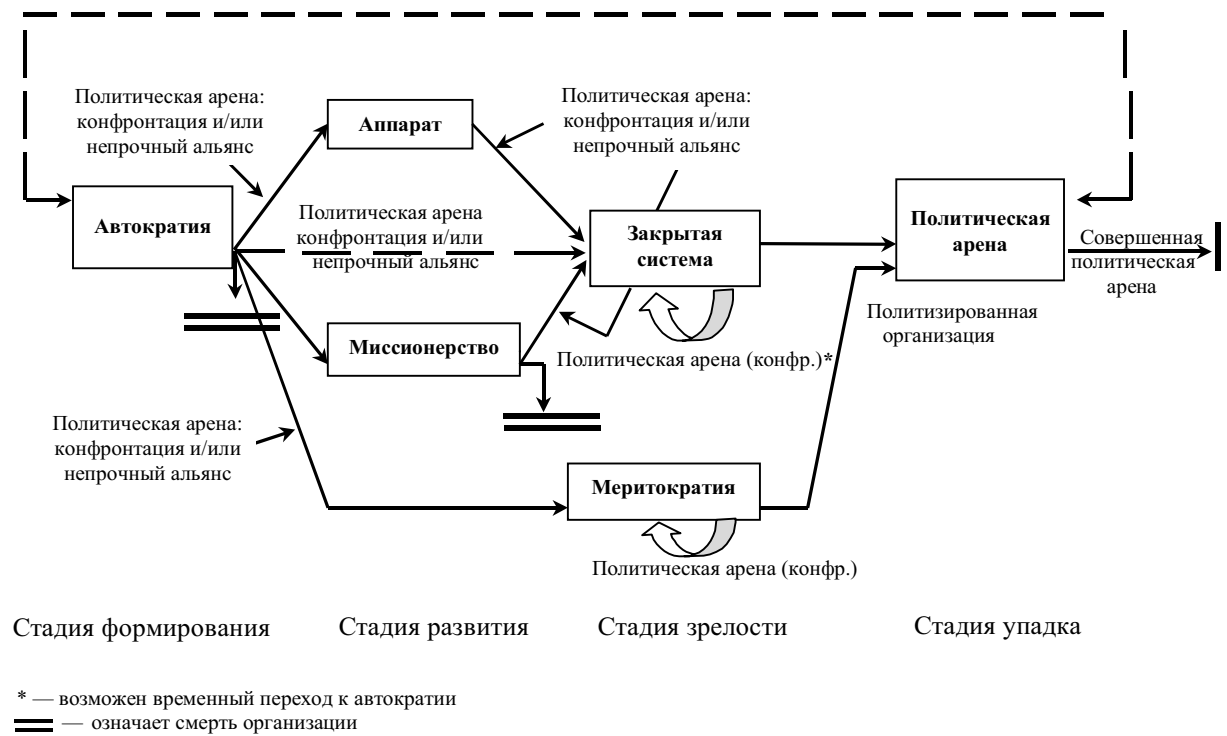 Политическая арена:
конфронтация и/или
непрочный альянс
Аппарат
Политическая арена:
конфронтация и/или
непрочный альянс
Автократия
Политическая арена
конфронтация и/или
непрочный альянс
Закрытая
система
Политическая
арена
Совершенная
политическая
арена
Политизированная
организация
Миссионерство
Политическая арена (конфр.)*
Политическая арена:
конфронтация и/или
непрочный альянс
Меритократия
Политическая арена (конфр.)
Стадия формирования
Стадия развития
Стадия зрелости
Стадия упадка
* — возможен временный переход к автократии
— означает смерть организации